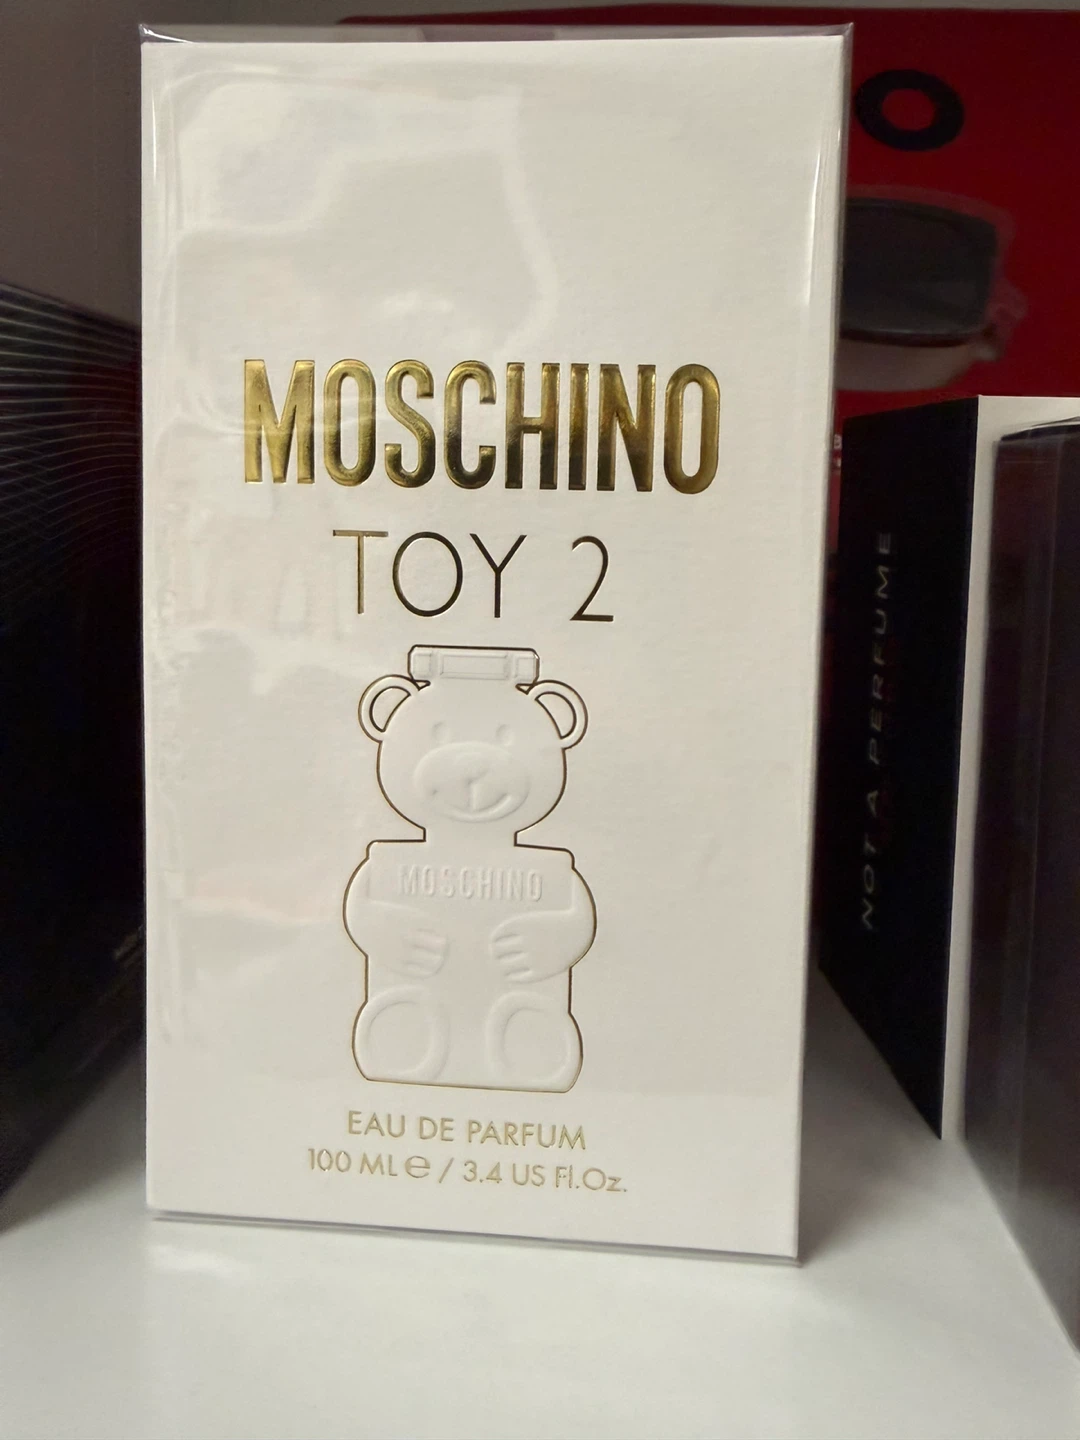 MOSCHINO
TOY 2
MOSCHINO
EAU DE PARFUM
100 ML ℮ / 3.4 US Fl.Oz.
NOT A PERFUME
O